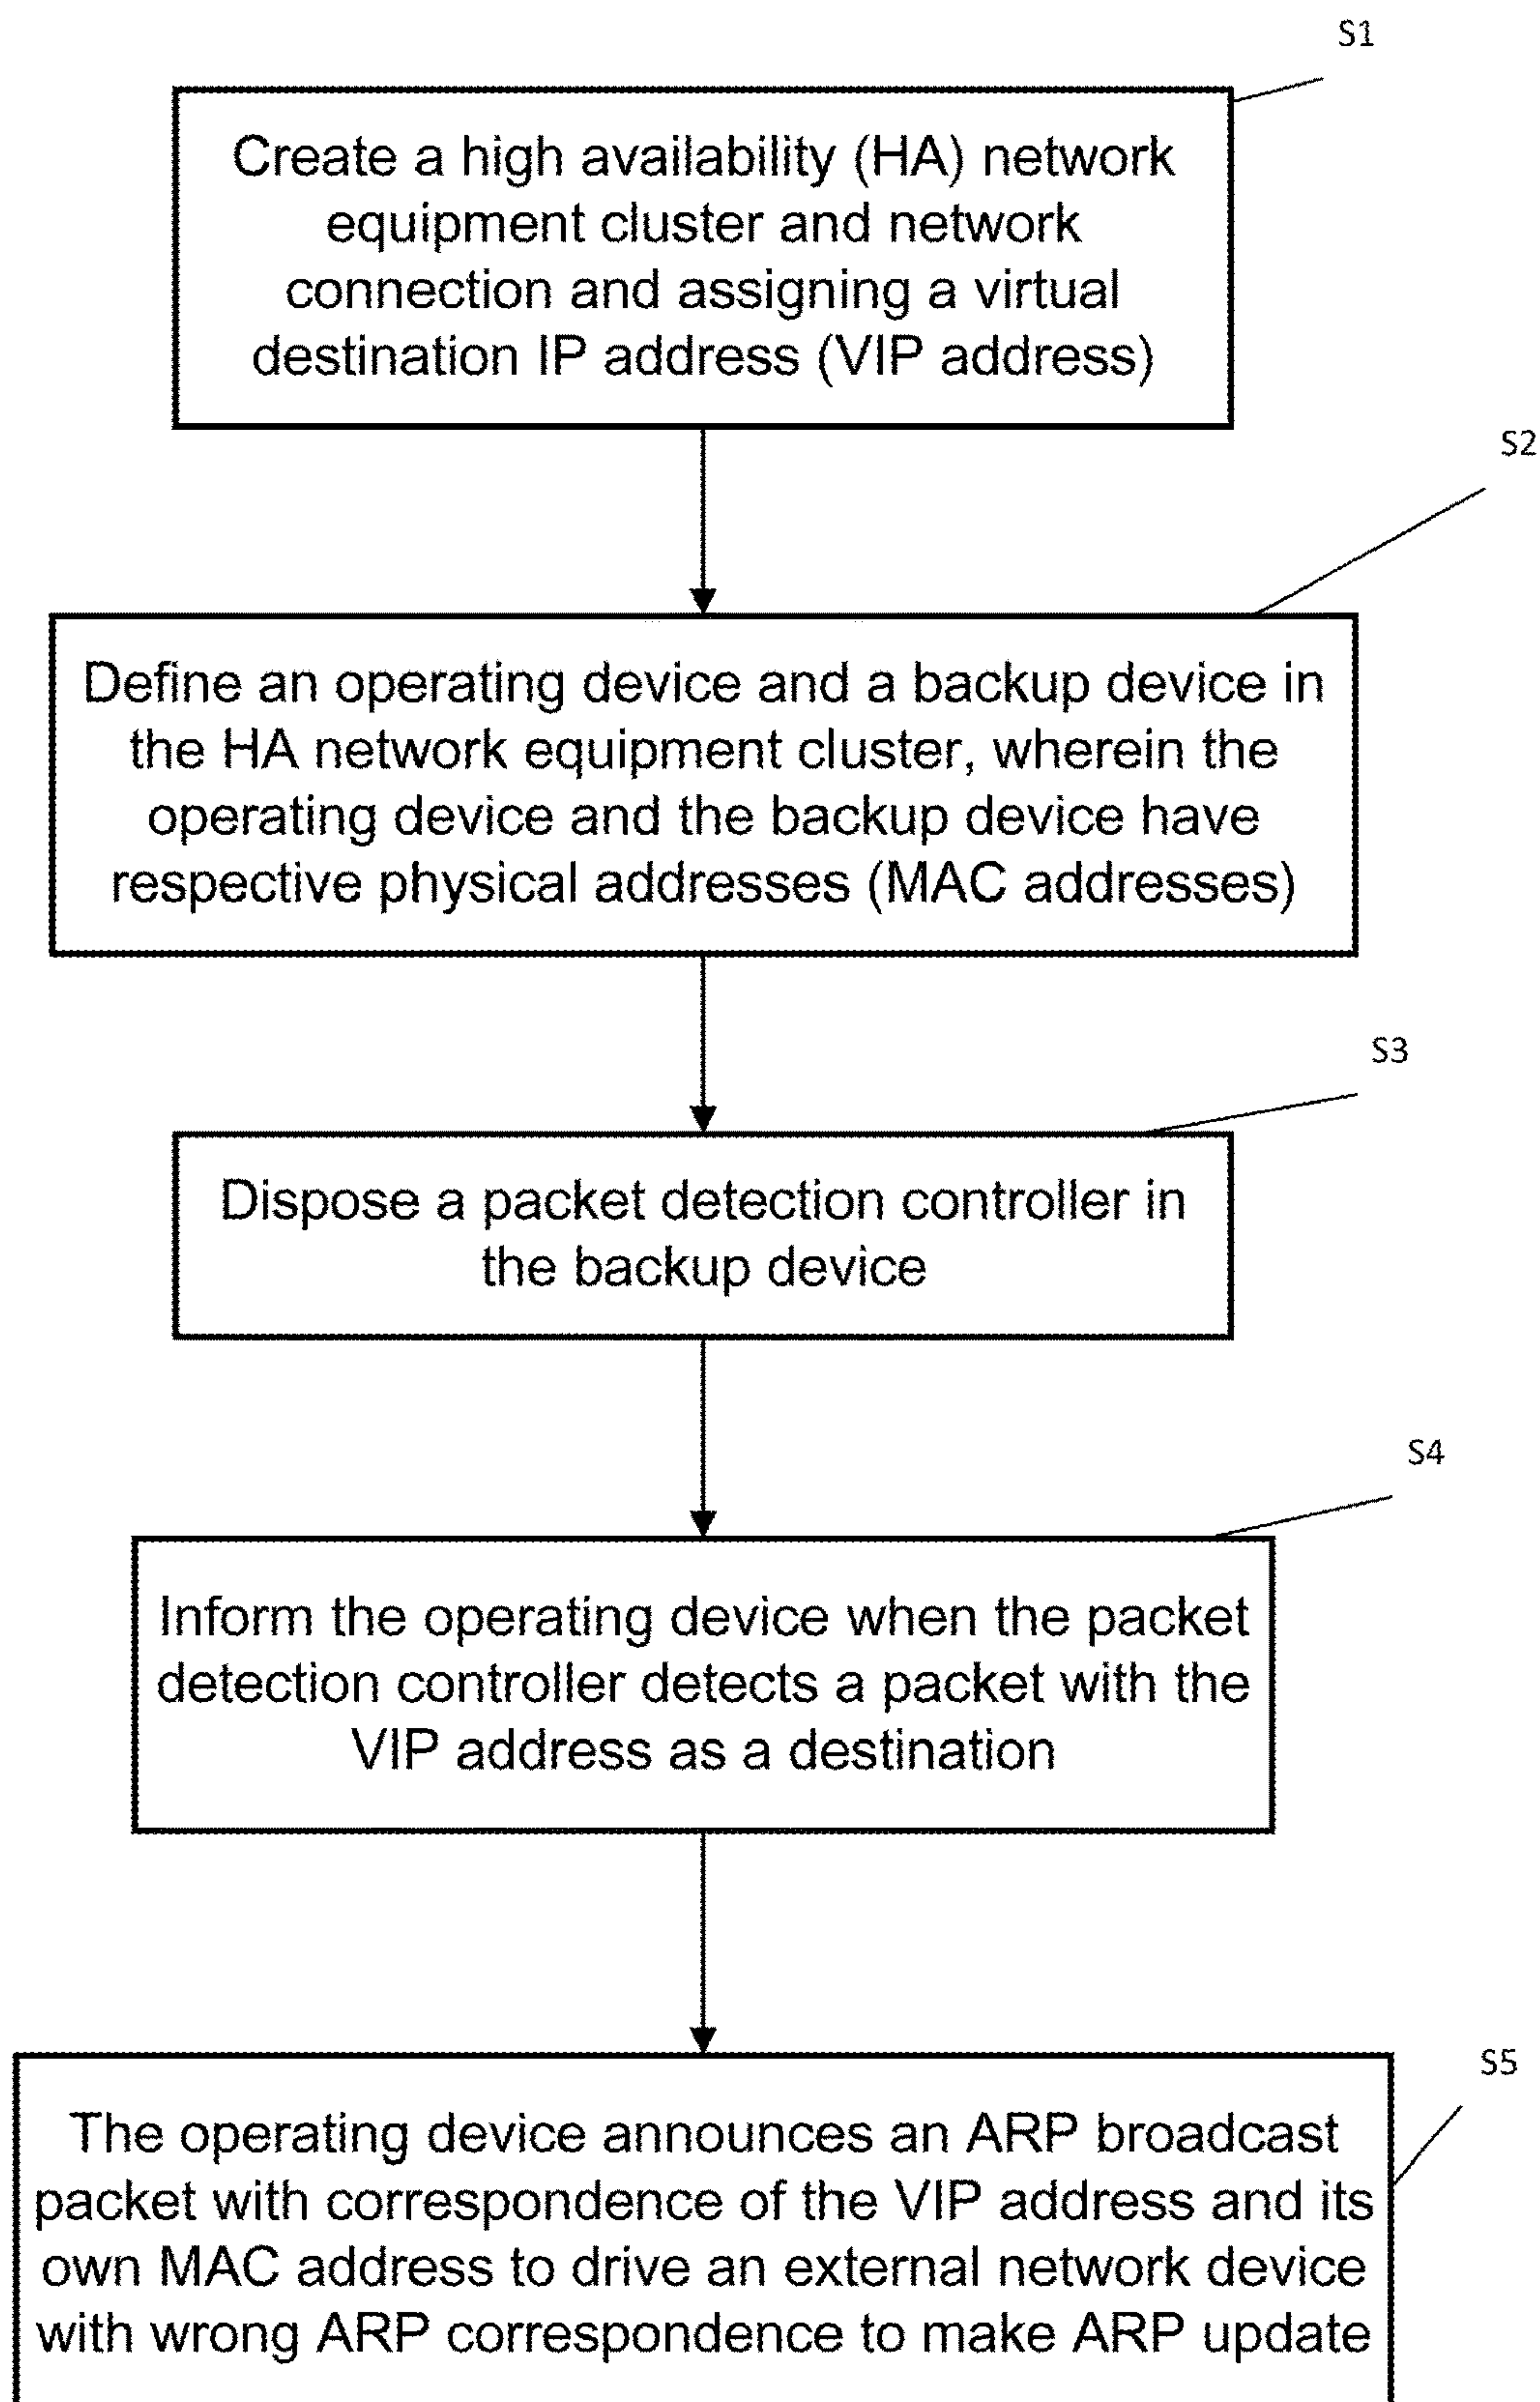 S1
Create a high availability (HA) network
equipment cluster and network
connection and assigning a virtual
destination IP address (VIP address)
S2
Define an operating device and a backup device in
the HA network equipment cluster, wherein the
operating device and the backup device have
respective physical addresses (MAC addresses)
S3
Dispose a packet detection controller in
the backup device
S4
Inform the operating device when the packet
detection controller detects a packet with the
VIP address as a destination
S5
The operating device announces an ARP broadcast
packet with correspondence of the VIP address and its
own MAC address to drive an external network device
with wrong ARP correspondence to make ARP update